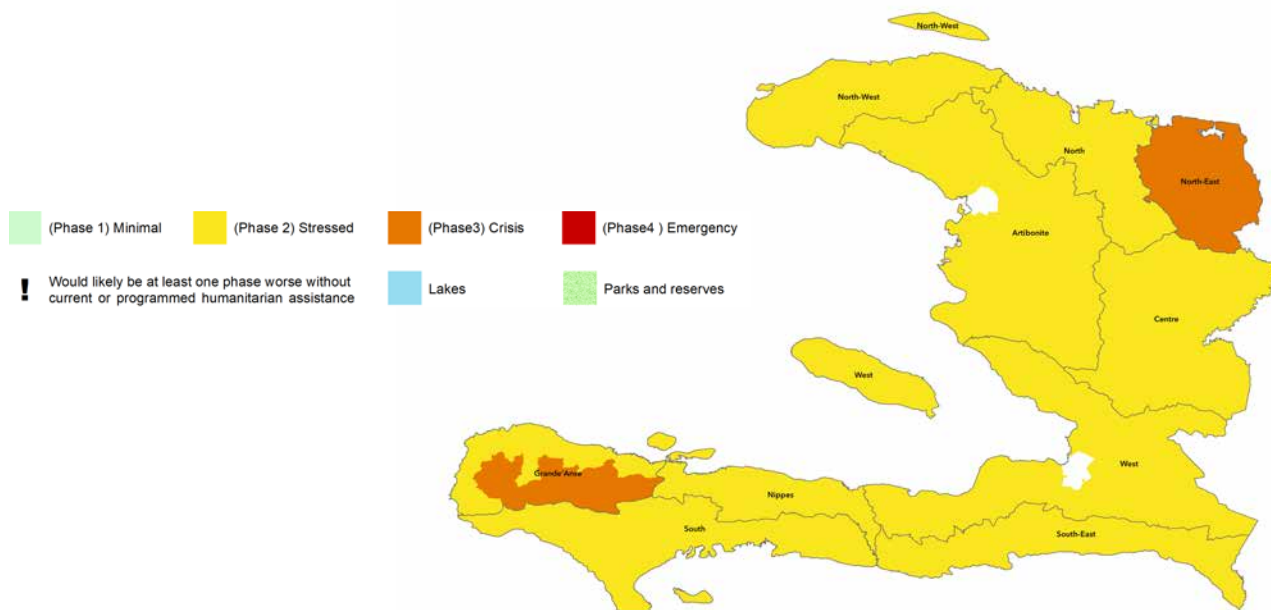 North-West
North-West
North
North-East
(Phase 1) Minimal
(Phase 2) Stressed
(Phase3) Crisis
(Phase4 ) Emergency
Artibonite
! Would likely be at least one phase worse without
current or programmed humanitarian assistance
Lakes
Parks and reserves
Centre
West
West
Grande'Anse
Nippes
South
South-East